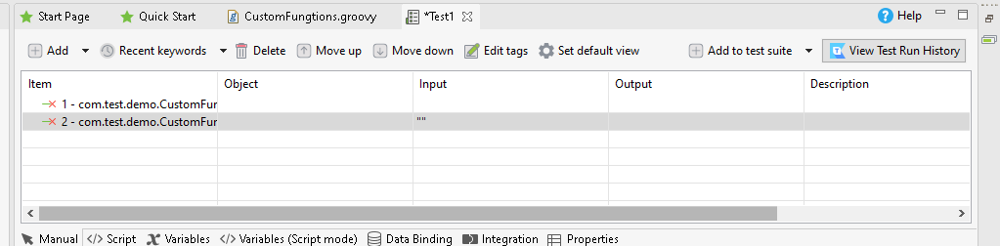 Start Page Quick Start CustomFungtions.groovy *Test1 Help
Add Recent keywords Delete Move up Move down Edit tags Set default view Add to test suite View Test Run History
Item Object Input Output Description
1 - com.test.demo.CustomFur
2 - com.test.demo.CustomFur ""
Manual </> Script Variables </> Variables (Script mode) Data Binding Integration Properties